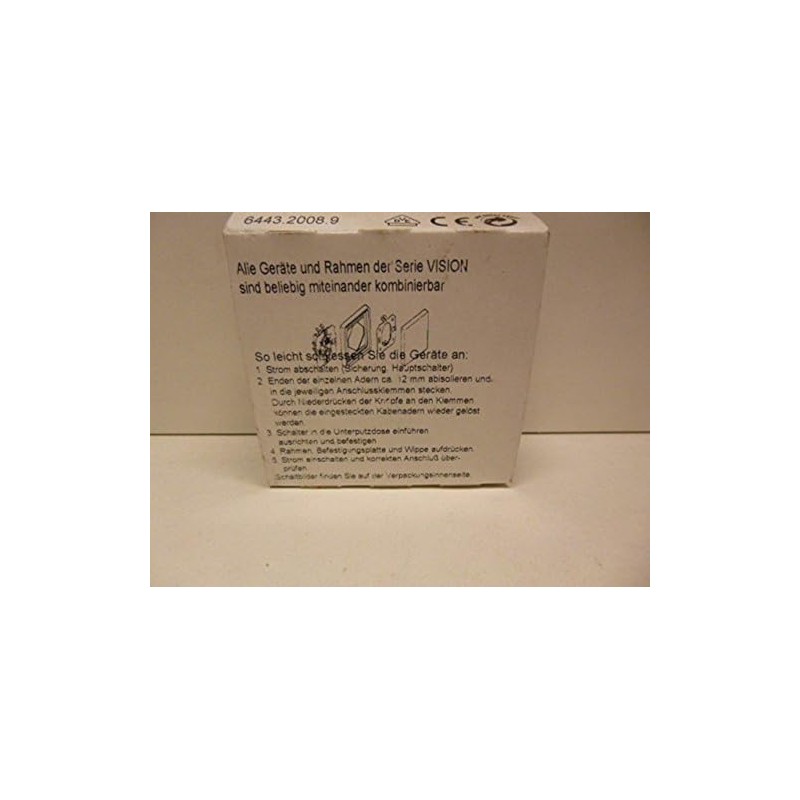 6443.2008.9 CE
Alle Geräte und Rahmen der Serie VISION
sind beliebig miteinander kombinierbar
So leicht schliessen Sie die Geräte an:
1. Strom abschalten (Sicherung, Hauptschalter)
2. Enden der einzelnen Adern ca. 12 mm abisolieren und
in die jeweiligen Anschlussklemmen stecken.
Durch Niederdrücken der Knöpfe an den Klemmen
können die eingesteckten Kabenadern wieder gelöst
werden.
3. Schalter in die Unterputzdose einführen
ausrichten und befestigen
4. Rahmen, Befestigungsplatte und Wippe aufdrücken.
5. Strom einschalten und korrekten Anschluß über-
prüfen.
Schaltbilder finden Sie auf der Verpackungsinnenseite.